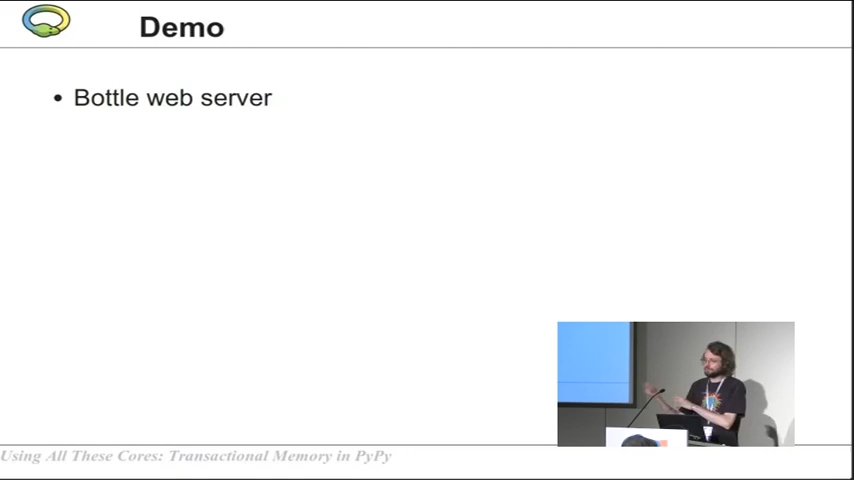 Demo
• Bottle web server
Using All These Cores: Transactional Memory in PyPy